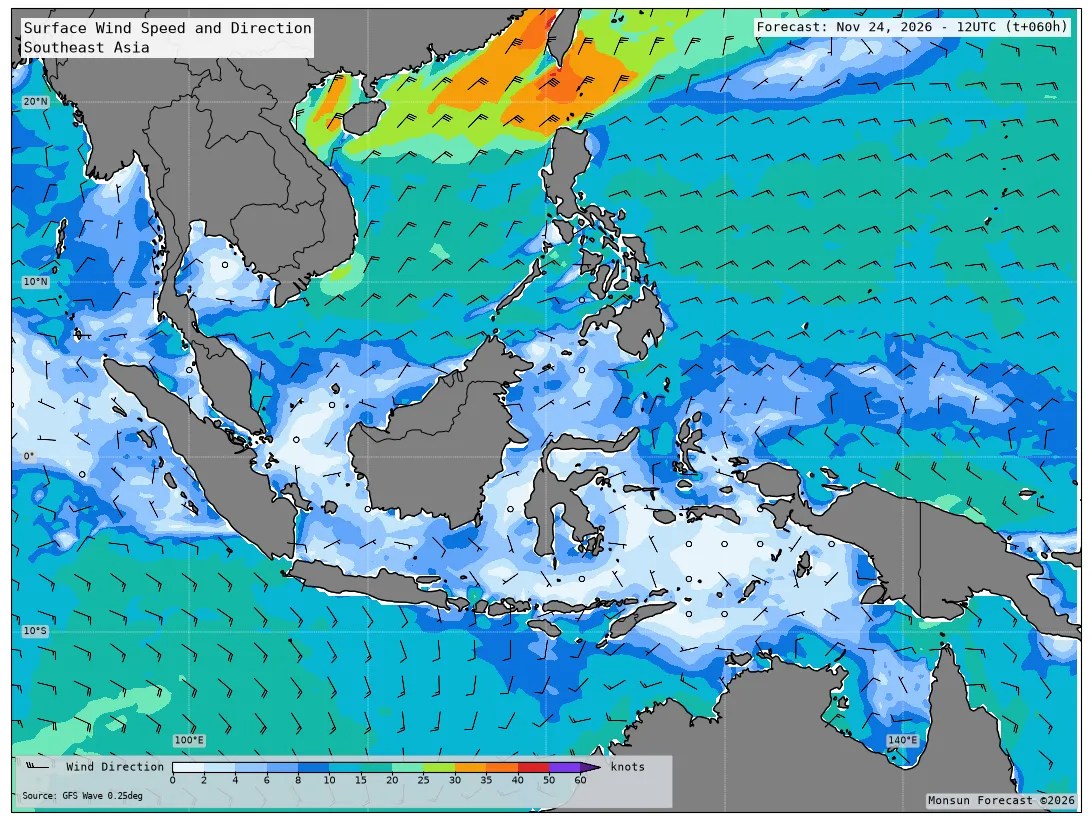 Surface Wind Speed and Direction
Southeast Asia
Forecast: Nov 24, 2026 - 12UTC (t+060h)
20°N
10°N
0°
10°S
100°E
140°E
Wind Direction
0 2 4 6 8 10 15 20 25 30 35 40 50 60
knots
Source: GFS Wave 0.25deg
Monsun Forecast ©2026